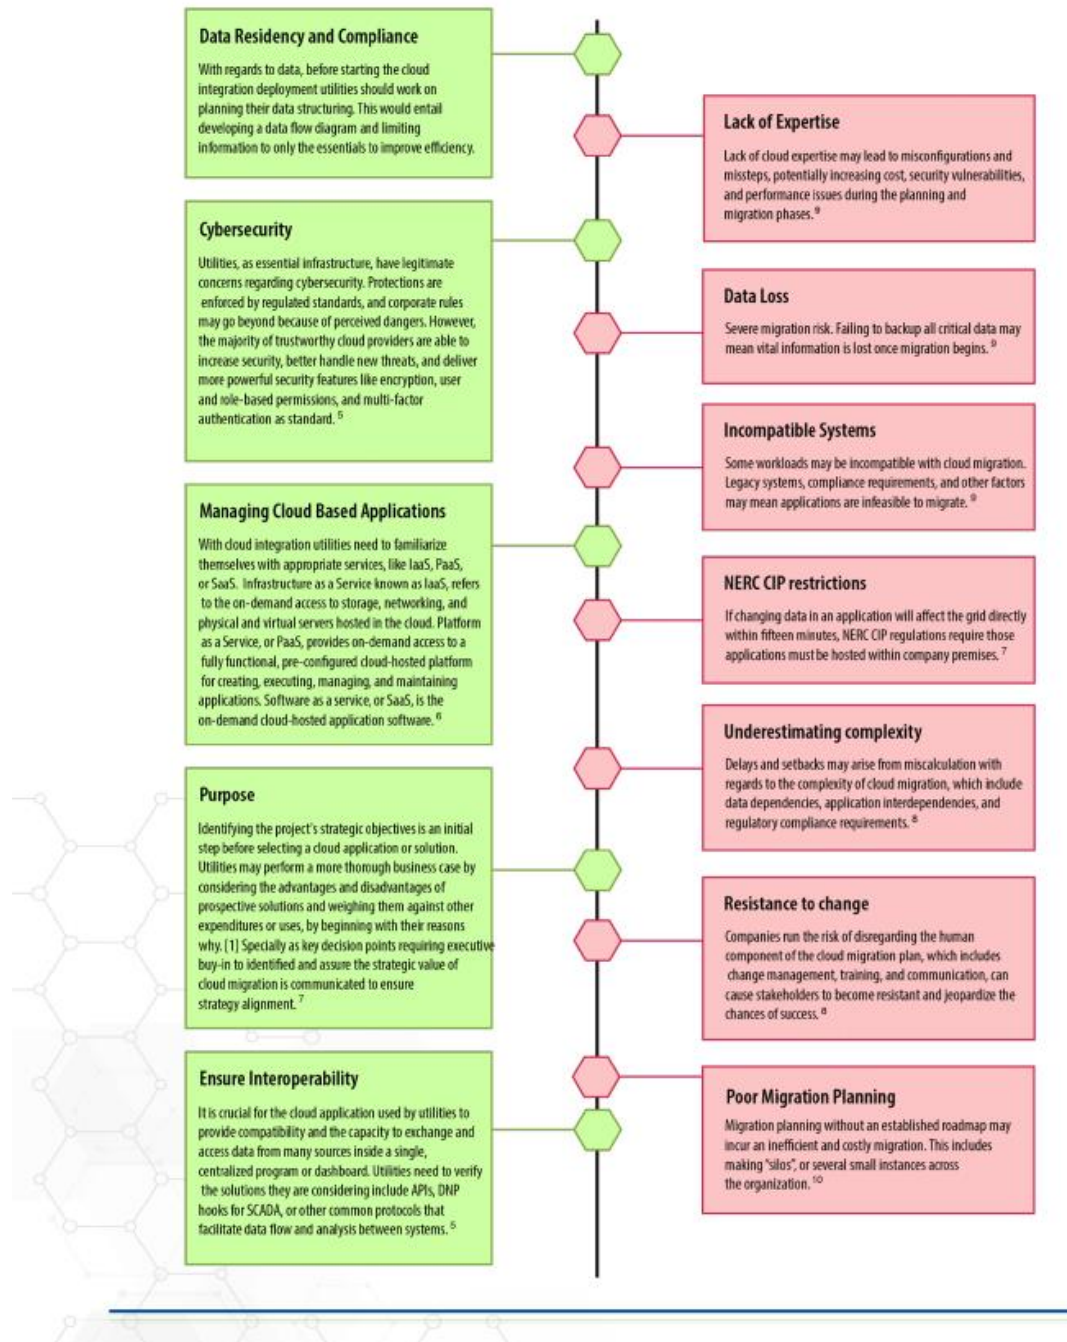 Data Residency and Compliance
With regards to data, before starting the cloud
integration deployment utilities should work on
planning their data structuring. This would entail
developing a data flow diagram and limiting
information to only the essentials to improve efficiency.
Lack of Expertise
Lack of cloud expertise may lead to misconfigurations and
missteps, potentially increasing cost, security vulnerabilities,
and performance issues during the planning and
migration phases. 9
Cybersecurity
Utilities, as essential infrastructure, have legitimate
concerns regarding cybersecurity. Protections are
enforced by regulated standards, and corporate rules
may go beyond because of perceived dangers. However,
the majority of trustworthy cloud providers are able to
increase security, better handle new threats, and deliver
more powerful security features like encryption, user
and role-based permissions, and multi-factor
authentication as standard. 5
Data Loss
Severe migration risk. Failing to backup all critical data may
mean vital information is lost once migration begins. 9
Incompatible Systems
Some workloads may be incompatible with cloud migration.
Legacy systems, compliance requirements, and other factors
may mean applications are infeasible to migrate. 9
Managing Cloud Based Applications
With cloud integration utilities need to familiarize
themselves with appropriate services, like IaaS, PaaS,
or SaaS. Infrastructure as a Service known as IaaS, refers
to the on-demand access to storage, networking, and
physical and virtual servers hosted in the cloud. Platform
as a Service, or PaaS, provides on-demand access to a
fully functional, pre-configured cloud-hosted platform
for creating, executing, managing, and maintaining
applications. Software as a service, or SaaS, is the
on-demand cloud-hosted application software. 6
NERC CIP restrictions
If changing data in an application will affect the grid directly
within fifteen minutes, NERC CIP regulations require those
applications must be hosted within company premises. 7
Underestimating complexity
Delays and setbacks may arise from miscalculation with
regards to the complexity of cloud migration, which include
data dependencies, application interdependencies, and
regulatory compliance requirements. 8
Purpose
Identifying the project's strategic objectives is an initial
step before selecting a cloud application or solution.
Utilities may perform a more thorough business case by
considering the advantages and disadvantages of
prospective solutions and weighing them against other
expenditures or uses, by beginning with their reasons
why. [1] Specially as key decision points requiring executive
buy-in to identified and assure the strategic value of
cloud migration is communicated to ensure
strategy alignment. 7
Resistance to change
Companies run the risk of disregarding the human
component of the cloud migration plan, which includes
change management, training, and communication, can
cause stakeholders to become resistant and jeopardize the
chances of success. 8
Ensure Interoperability
It is crucial for the cloud application used by utilities to
provide compatibility and the capacity to exchange and
access data from many sources inside a single,
centralized program or dashboard. Utilities need to verify
the solutions they are considering include APIs, DNP
hooks for SCADA, or other common protocols that
facilitate data flow and analysis between systems. 5
Poor Migration Planning
Migration planning without an established roadmap may
incur an inefficient and costly migration. This includes
making "silos", or several small instances across
the organization. 10